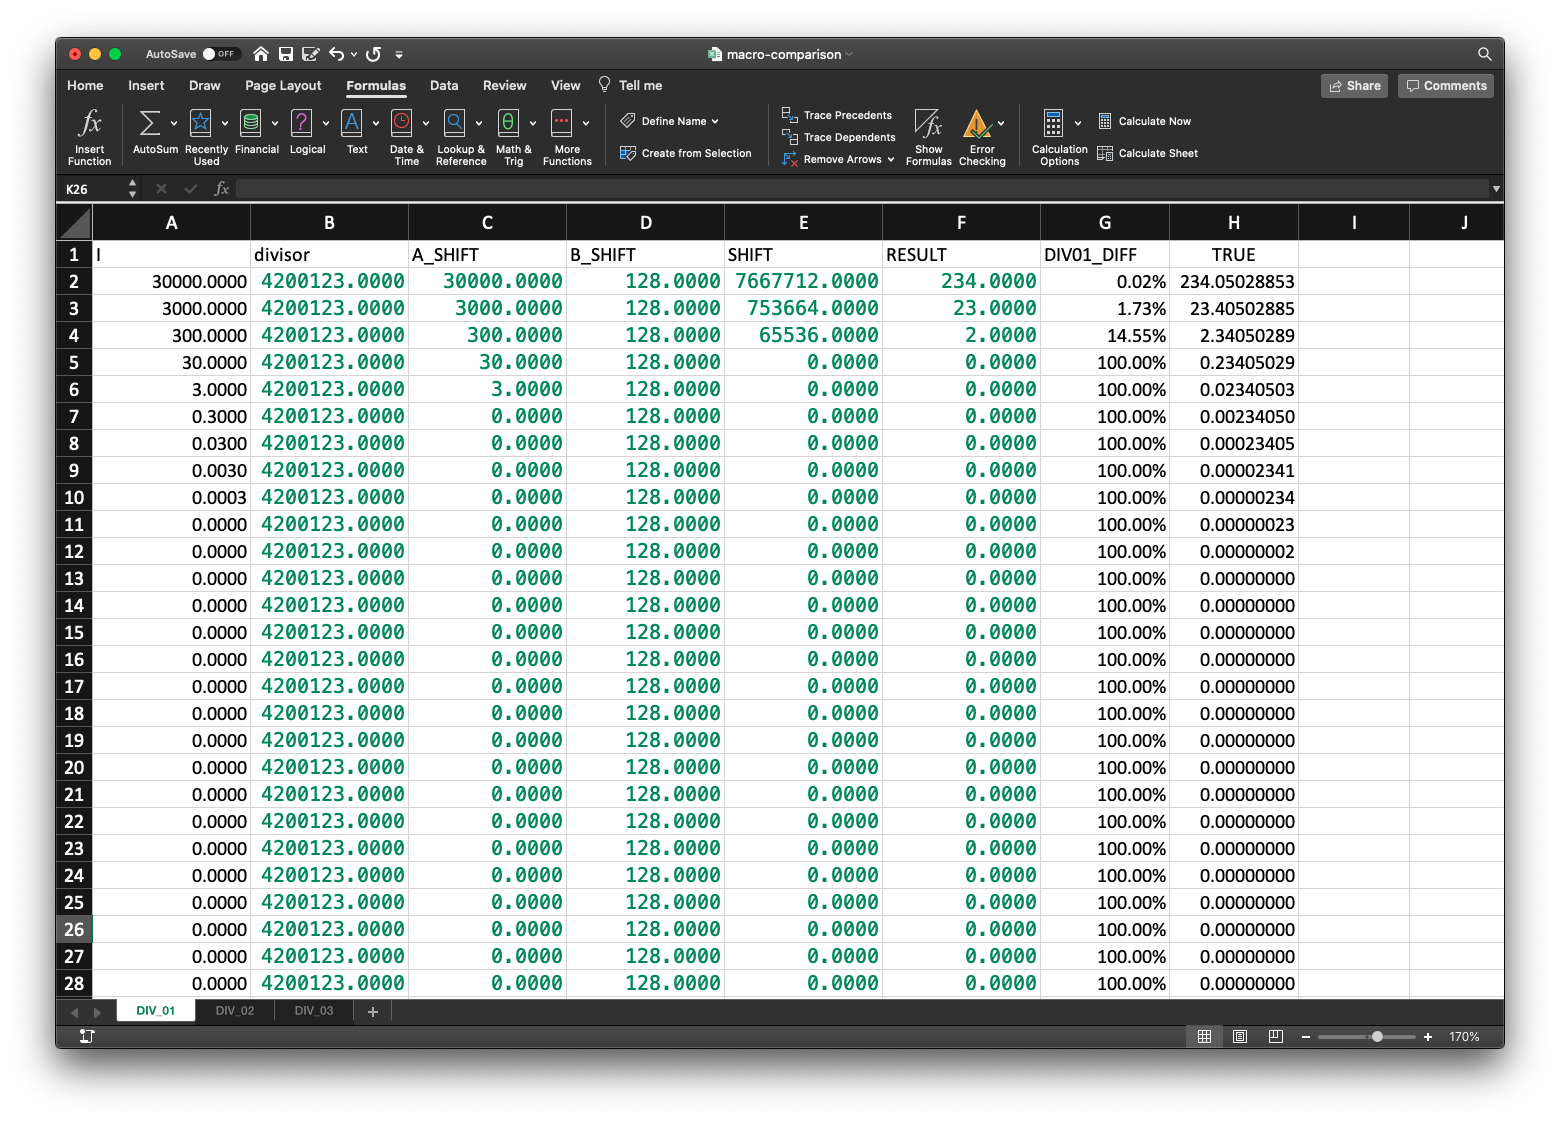 AutoSave OFF macro-comparison
Home Insert Draw Page Layout Formulas Data Review View Tell me Share Comments
fx Insert Function AutoSum Recently Used Financial Logical Text Date & Time Lookup & Reference Math & Trig More Functions Define Name Create from Selection Trace Precedents Trace Dependents Remove Arrows Show Formulas Error Checking Calculation Options Calculate Now Calculate Sheet
K26 fx
A B C D E F G H I J
1 I divisor A_SHIFT B_SHIFT SHIFT RESULT DIV01_DIFF TRUE
2 30000.0000 4200123.0000 30000.0000 128.0000 7667712.0000 234.0000 0.02% 234.05028853
3 3000.0000 4200123.0000 3000.0000 128.0000 753664.0000 23.0000 1.73% 23.40502885
4 300.0000 4200123.0000 300.0000 128.0000 65536.0000 2.0000 14.55% 2.34050289
5 30.0000 4200123.0000 30.0000 128.0000 0.0000 0.0000 100.00% 0.23405029
6 3.0000 4200123.0000 3.0000 128.0000 0.0000 0.0000 100.00% 0.02340503
7 0.3000 4200123.0000 0.0000 128.0000 0.0000 0.0000 100.00% 0.00234050
8 0.0300 4200123.0000 0.0000 128.0000 0.0000 0.0000 100.00% 0.00023405
9 0.0030 4200123.0000 0.0000 128.0000 0.0000 0.0000 100.00% 0.00002341
10 0.0003 4200123.0000 0.0000 128.0000 0.0000 0.0000 100.00% 0.00000234
11 0.0000 4200123.0000 0.0000 128.0000 0.0000 0.0000 100.00% 0.00000023
12 0.0000 4200123.0000 0.0000 128.0000 0.0000 0.0000 100.00% 0.00000002
13 0.0000 4200123.0000 0.0000 128.0000 0.0000 0.0000 100.00% 0.00000000
14 0.0000 4200123.0000 0.0000 128.0000 0.0000 0.0000 100.00% 0.00000000
15 0.0000 4200123.0000 0.0000 128.0000 0.0000 0.0000 100.00% 0.00000000
16 0.0000 4200123.0000 0.0000 128.0000 0.0000 0.0000 100.00% 0.00000000
17 0.0000 4200123.0000 0.0000 128.0000 0.0000 0.0000 100.00% 0.00000000
18 0.0000 4200123.0000 0.0000 128.0000 0.0000 0.0000 100.00% 0.00000000
19 0.0000 4200123.0000 0.0000 128.0000 0.0000 0.0000 100.00% 0.00000000
20 0.0000 4200123.0000 0.0000 128.0000 0.0000 0.0000 100.00% 0.00000000
21 0.0000 4200123.0000 0.0000 128.0000 0.0000 0.0000 100.00% 0.00000000
22 0.0000 4200123.0000 0.0000 128.0000 0.0000 0.0000 100.00% 0.00000000
23 0.0000 4200123.0000 0.0000 128.0000 0.0000 0.0000 100.00% 0.00000000
24 0.0000 4200123.0000 0.0000 128.0000 0.0000 0.0000 100.00% 0.00000000
25 0.0000 4200123.0000 0.0000 128.0000 0.0000 0.0000 100.00% 0.00000000
26 0.0000 4200123.0000 0.0000 128.0000 0.0000 0.0000 100.00% 0.00000000
27 0.0000 4200123.0000 0.0000 128.0000 0.0000 0.0000 100.00% 0.00000000
28 0.0000 4200123.0000 0.0000 128.0000 0.0000 0.0000 100.00% 0.00000000
DIV_01 DIV_02 DIV_03 +
170%